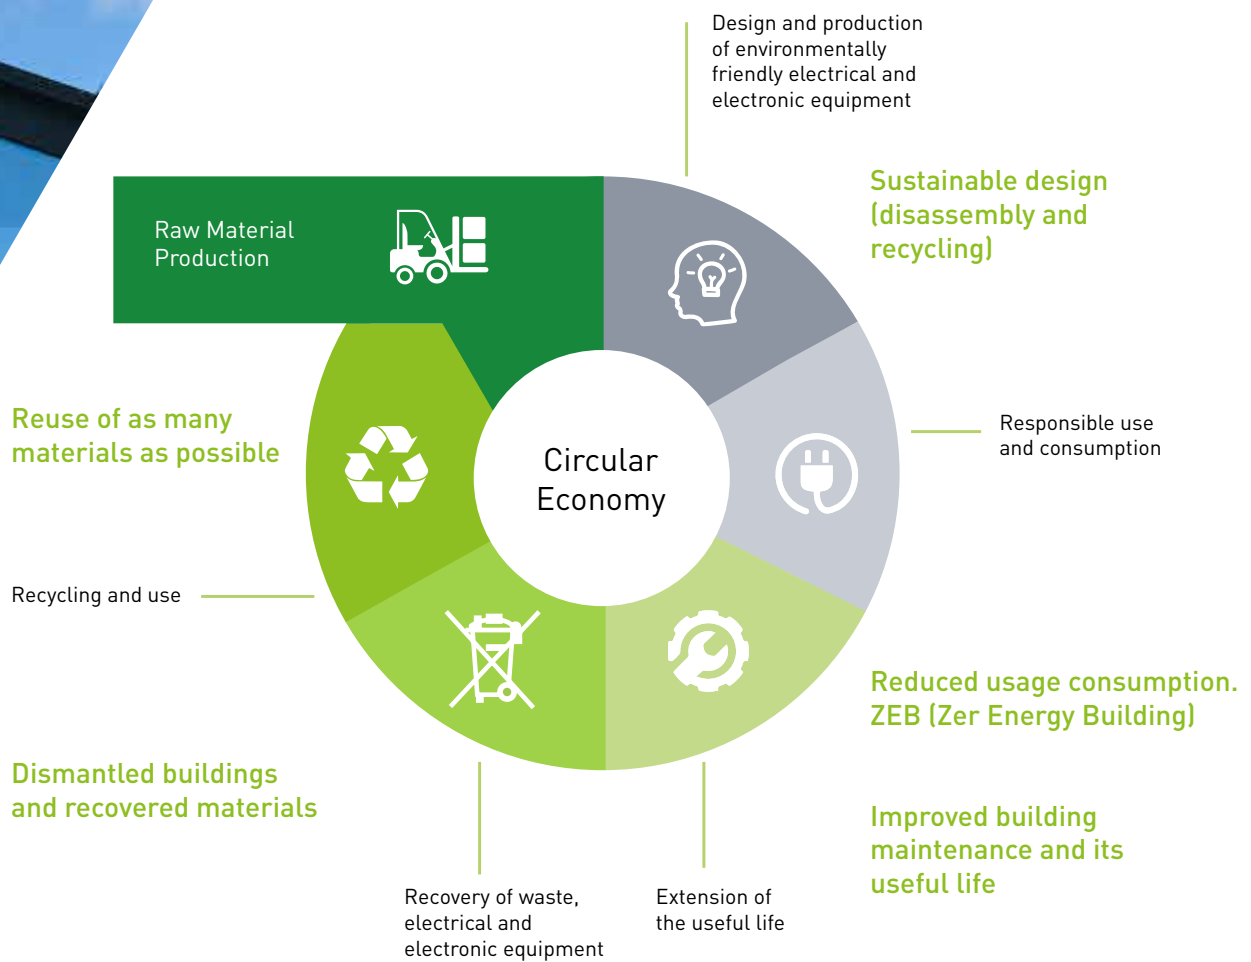 Design and production
of environmentally
friendly electrical and
electronic equipment
Sustainable design
(disassembly and
recycling)
Raw Material
Production
Reuse of as many
materials as possible
Circular
Economy
Responsible use
and consumption
Recycling and use
Reduced usage consumption.
ZEB (Zer Energy Building)
Dismantled buildings
and recovered materials
Improved building
maintenance and its
useful life
Recovery of waste,
electrical and
electronic equipment
Extension of
the useful life